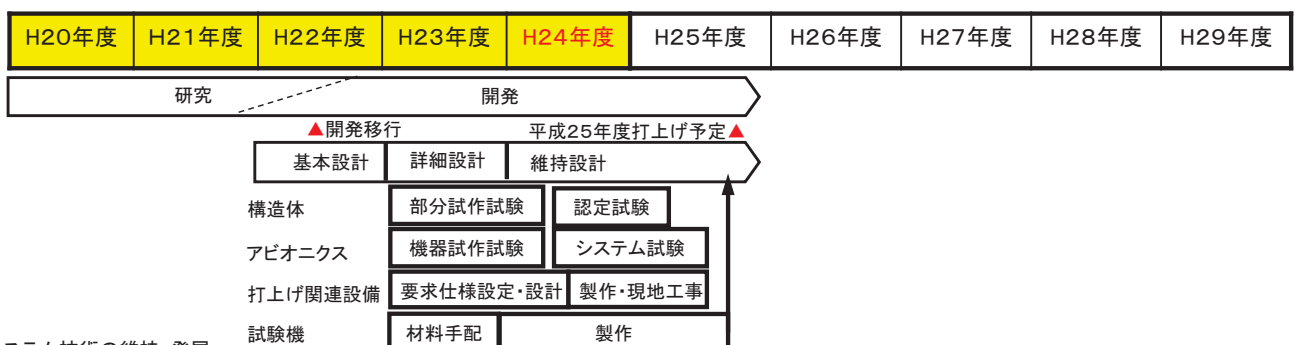 H20年度 H21年度 H22年度 H23年度 H24年度 H25年度 H26年度 H27年度 H28年度 H29年度
研究 開発
▲開発移行 平成25年度打上げ予定▲
基本設計 詳細設計 維持設計
構造体 部分試作試験 認定試験
アビオニクス 機器試作試験 システム試験
打上げ関連設備 要求仕様設定・設計 製作・現地工事
試験機 材料手配 製作